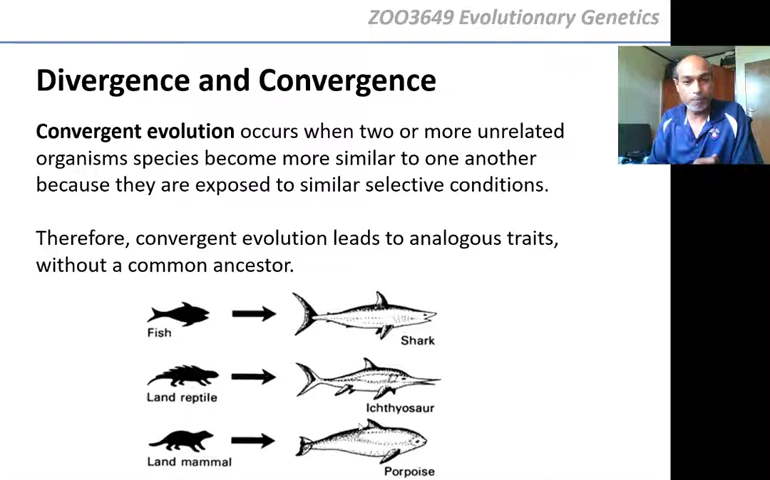 ZOO3649 Evolutionary Genetics
Divergence and Convergence
Convergent evolution occurs when two or more unrelated
organisms species become more similar to one another
because they are exposed to similar selective conditions.
Therefore, convergent evolution leads to analogous traits,
without a common ancestor.
Fish
Shark
Land reptile
Ichthyosaur
Land mammal
Porpoise